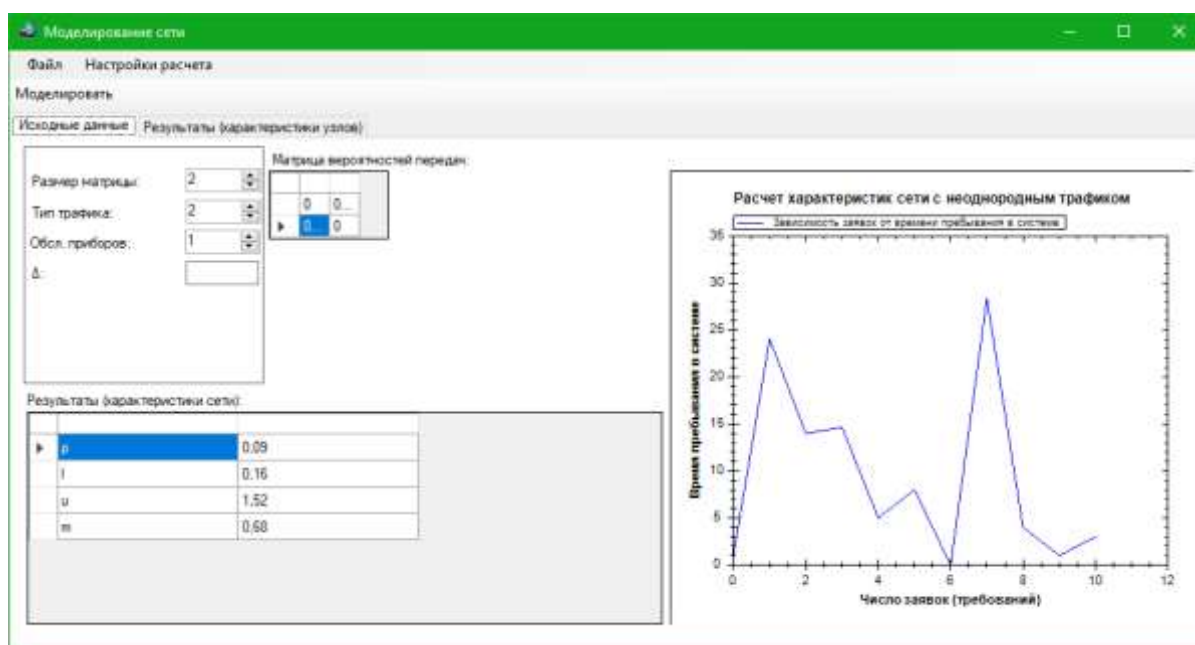 Моделирование сети
Файл Настройки расчета
Моделировать
Исходные данные Результаты (характеристики узлов)
Размер матрицы: 2
Тип трафика: 2
Обсл. приборов: 1
Δ:
Матрица вероятностей передач:
0 0...
0... 0
Результаты (характеристики сети):
p 0.09
l 0.16
u 1.52
m 0.68
Расчет характеристик сети с неоднородным трафиком
Зависимость заявок от времени пребывания в системе
Время пребывания в системе
35
30
25
20
15
10
5
0
0 2 4 6 8 10 12
Число заявок (требований)